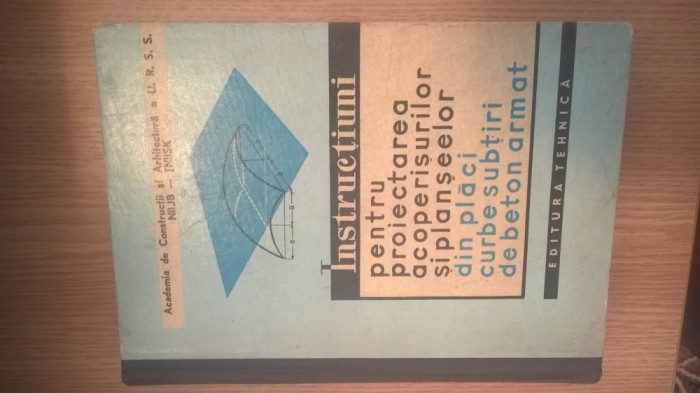 Academia de Construcții și Arhitectură a U. R. S. S.
NIIJB — INIISK
Instrucțiuni
pentru
proiectarea
acoperișurilor
și planșeelor
din plăci
curbe subțiri
de beton armat
EDITURA TEHNICĂ